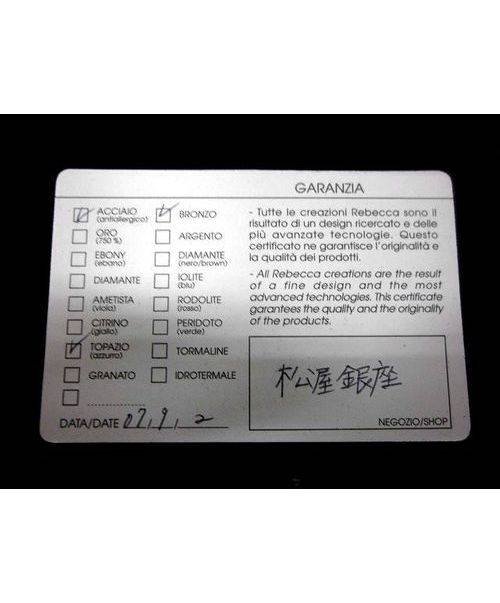 GARANZIA
ACCIAIO
(antiallergico)
ORO
(750 %)
EBONY
(ebano)
DIAMANTE
AMETISTA
(viola)
CITRINO
(giallo)
TOPAZIO
(azzurro)
GRANATO
BRONZO
ARGENTO
DIAMANTE
(nero/brown)
IOLITE
(blu)
RODOLITE
(rosso)
PERIDOTO
(verde)
TORMALINE
IDROTERMALE
DATA/DATE 07, 9, 2
- Tutte le creazioni Rebecca sono il
risultato di un design ricercato e delle
più avanzate tecnologie. Questo
certificato ne garantisce l'originalità e
la qualità dei prodotti.
- All Rebecca creations are the result
of a fine design and the most
advanced technologies. This certificate
garantees the quality and the originality
of the products.
松屋銀座
NEGOZIO/SHOP